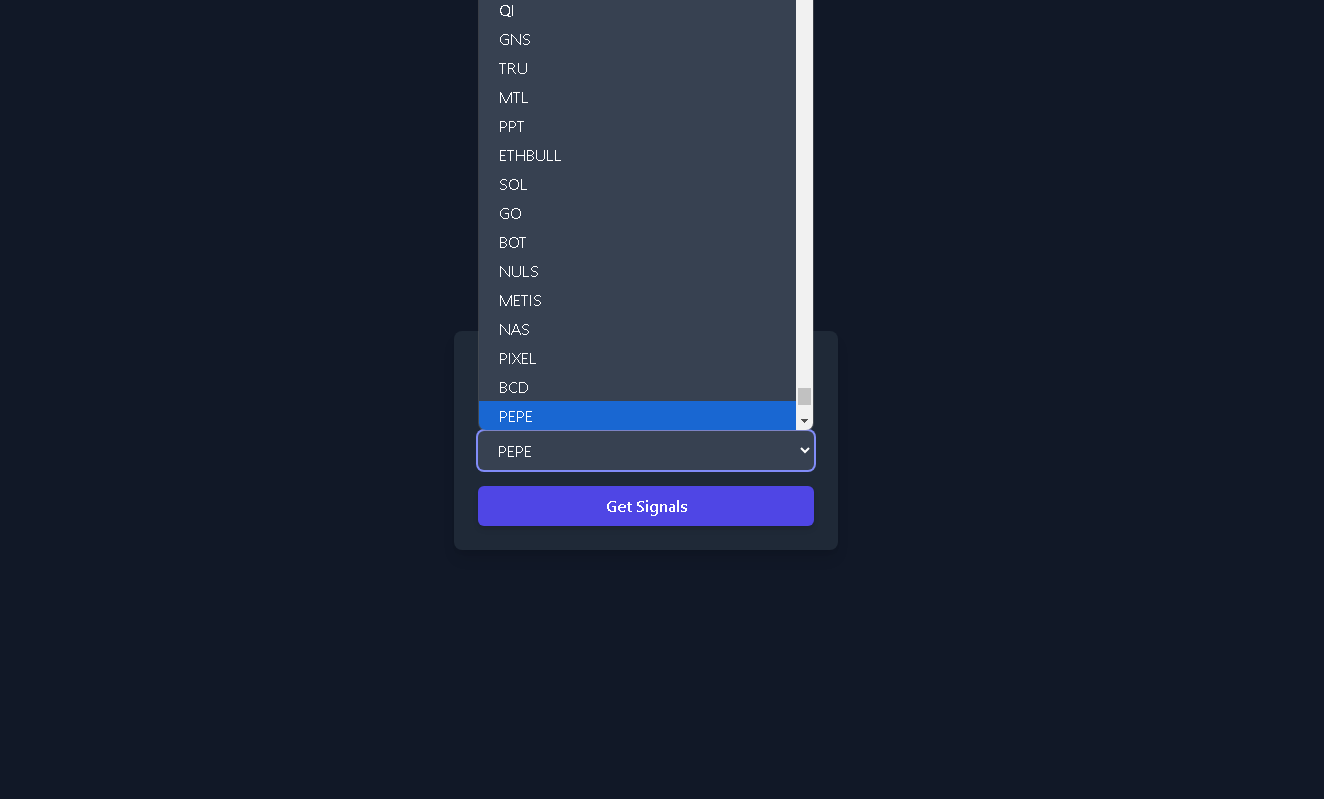 QI
GNS
TRU
MTL
PPT
ETHBULL
SOL
GO
BOT
NULS
METIS
NAS
PIXEL
BCD
PEPE
PEPE
Get Signals